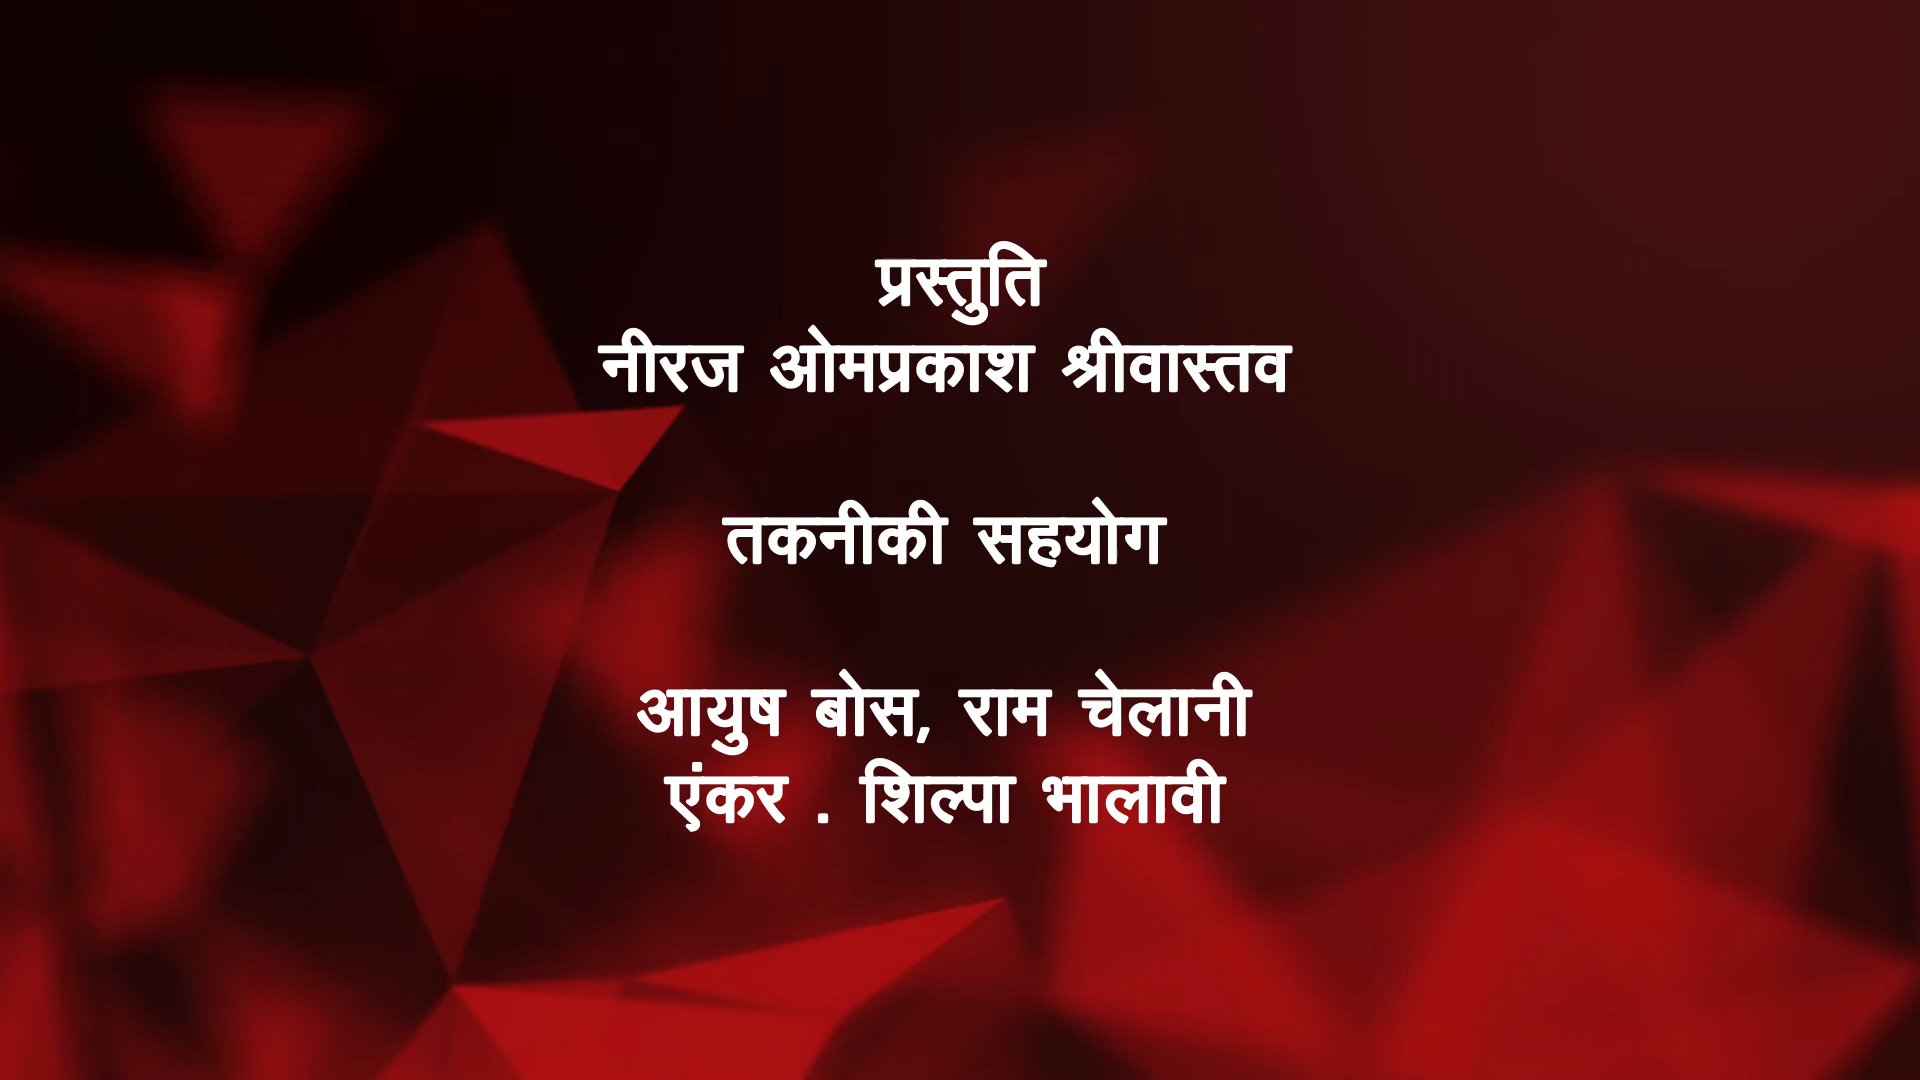 प्रस्तुति
नीरज ओमप्रकाश श्रीवास्तव
तकनीकी सहयोग
आयुष बोस, राम चेलानी
एंकर . शिल्पा भालावी